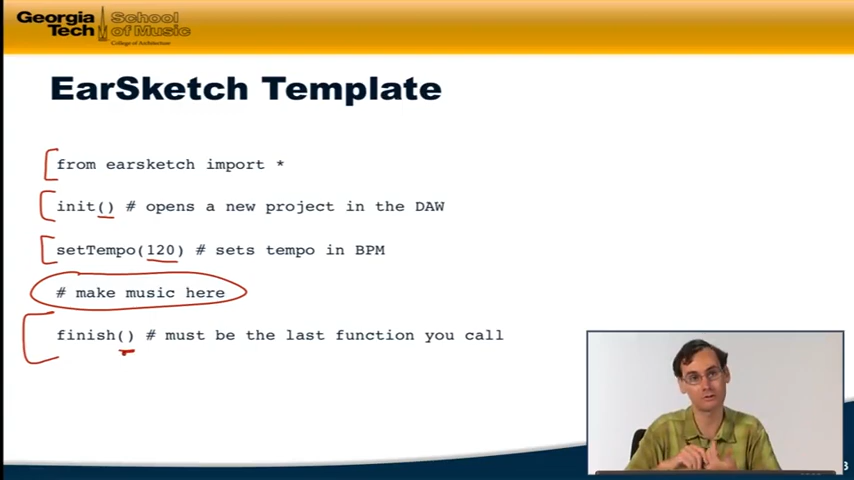 Georgia Tech
School of Music
College of Architecture
EarSketch Template
from earsketch import *
init() # opens a new project in the DAW
setTempo(120) # sets tempo in BPM
# make music here
finish() # must be the last function you call
3